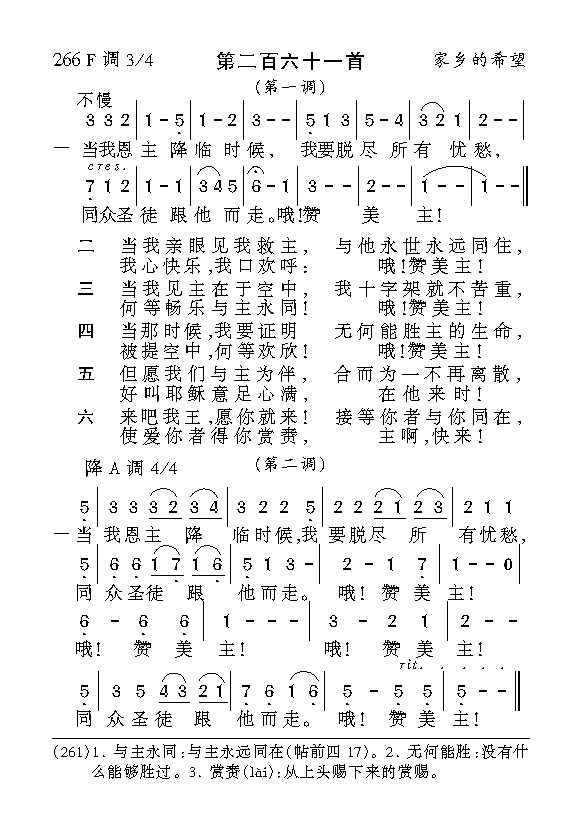 266 F 调 3/4 第二百六十一首 家乡的希望
(第一调)
不慢
3 3 2 | 1 - 5 | 1 - 2 | 3 - - | 5 1 3 | 5 - 4 | 3 2 1 | 2 - - |
一 当我恩 主 降 临 时 候, 我要脱 尽 所 有 忧 愁,
cres.
7 1 2 | 1 - 1 | 3 4 5 | 6 - 1 | 3 - - | 2 - - | 1 - - | 1 - - ‖
同众圣 徒 跟 他 而 走。哦!赞 美 主!
二 当我亲眼见我救主, 与他永世永远同住,
我心快乐,我口欢呼: 哦!赞美主!
三 当我见主在于空中, 我十字架就不苦重,
何等畅乐与主永同! 哦!赞美主!
四 当那时候,我要证明 无何能胜主的生命,
被提空中,何等欢欣! 哦!赞美主!
五 但愿我们与主为伴, 合而为一不再离散,
好叫耶稣意足心满, 在他来时!
六 来吧我王,愿你就来! 接等你者与你同在,
使爱你者得你赏赉, 主啊,快来!
降 A 调 4/4 (第二调)
5 | 3 3 3 2 3 4 | 3 2 2 5 | 2 2 2 1 2 3 | 2 1 1
一 当 我恩主 降 临时候,我 要脱尽 所 有忧愁,
5 | 6 6 1 7 1 6 | 5 1 3 - | 2 - 1 7 | 1 - - 0
同 众圣徒 跟 他而走。 哦! 赞 美 主!
6 - 6 6 | 1 - - - | 3 - 2 1 | 2 - -
哦! 赞 美 主! 哦! 赞 美 主!
rit. . . . . .
5 | 3 5 4 3 2 1 | 7 6 1 6 | 5 - 5 5 | 5 - - ‖
同 众圣徒 跟 他而走。 哦! 赞 美 主!
(261)1. 与主永同:与主永远同在(帖前四 17)。2. 无何能胜:没有什
么能够胜过。3. 赏赉(lài):从上头赐下来的赏赐。